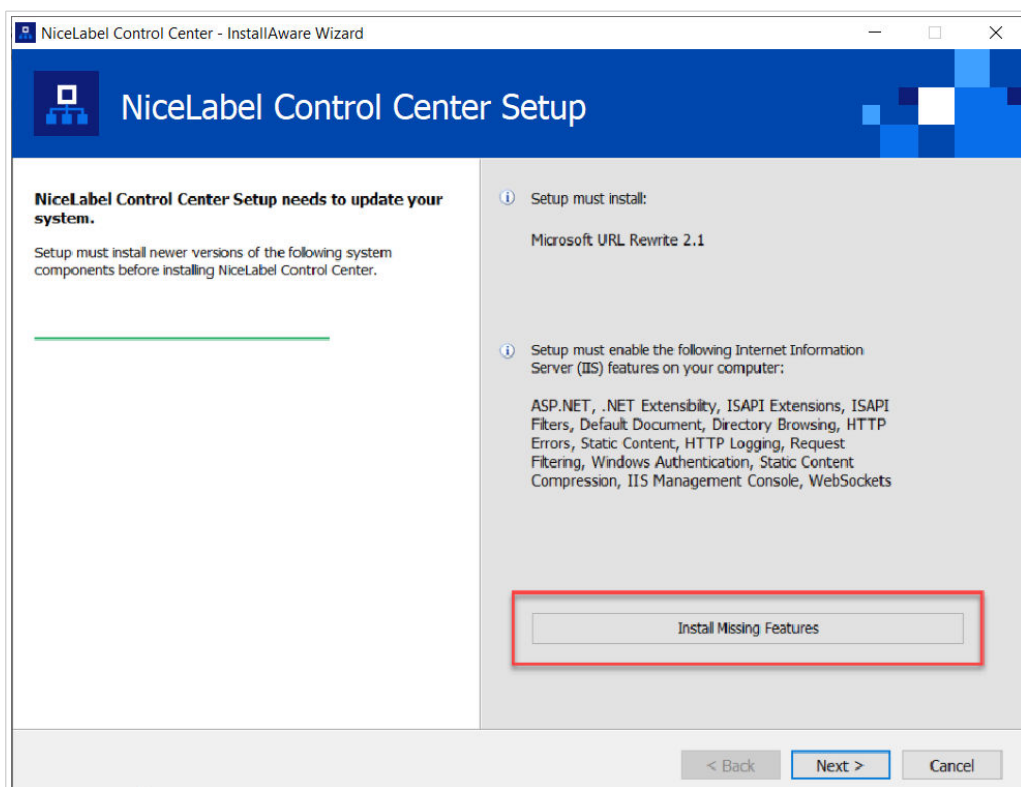 NiceLabel Control Center - InstallAware Wizard
NiceLabel Control Center Setup
NiceLabel Control Center Setup needs to update your
system.
Setup must install newer versions of the following system
components before installing NiceLabel Control Center.
Setup must install:
Microsoft URL Rewrite 2.1
Setup must enable the following Internet Information
Server (IIS) features on your computer:
ASP.NET, .NET Extensibility, ISAPI Extensions, ISAPI
Filters, Default Document, Directory Browsing, HTTP
Errors, Static Content, HTTP Logging, Request
Filtering, Windows Authentication, Static Content
Compression, IIS Management Console, WebSockets
Install Missing Features
< Back
Next >
Cancel